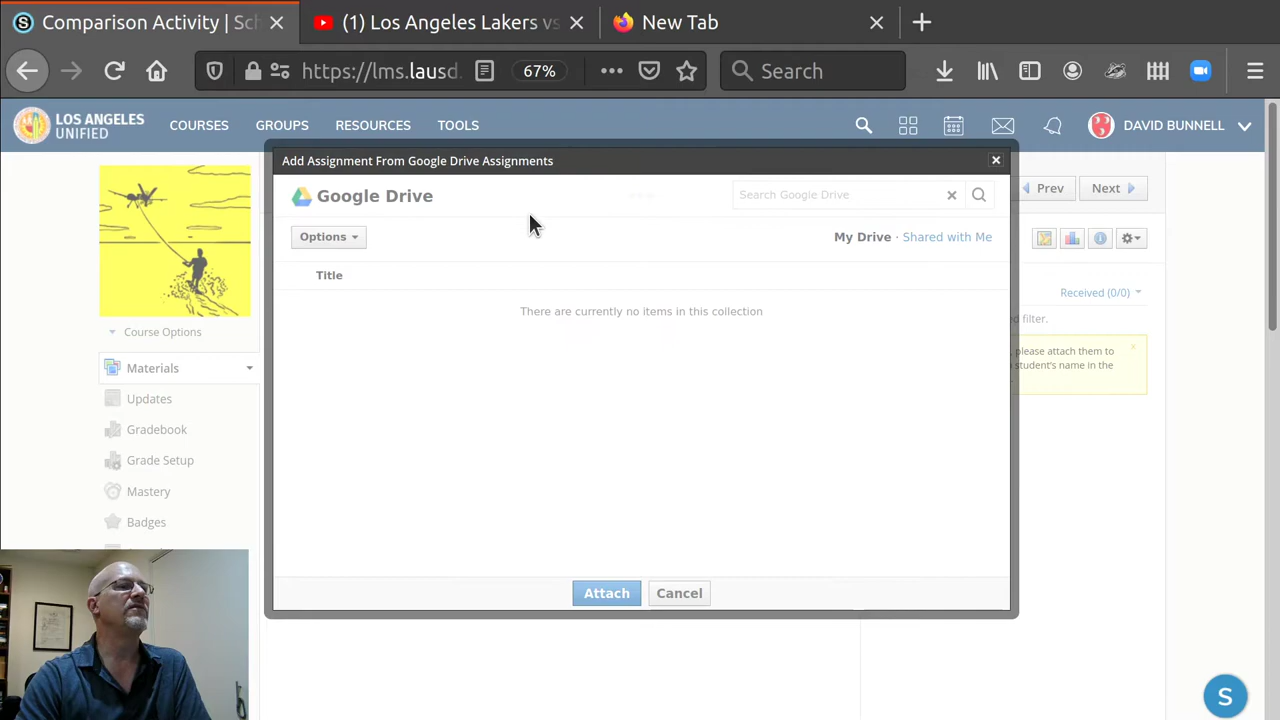 Comparison Activity | Sch
(1) Los Angeles Lakers vs
New Tab
https://lms.lausd.
67%
Search
LOS ANGELES
UNIFIED
COURSES
GROUPS
RESOURCES
TOOLS
DAVID BUNNELL
Add Assignment From Google Drive Assignments
Google Drive
Search Google Drive
Prev
Next
Options
My Drive · Shared with Me
Title
There are currently no items in this collection
Received (0/0)
ed filter.
, please attach them to
student's name in the
Course Options
Materials
Updates
Gradebook
Grade Setup
Mastery
Badges
Attach
Cancel
S